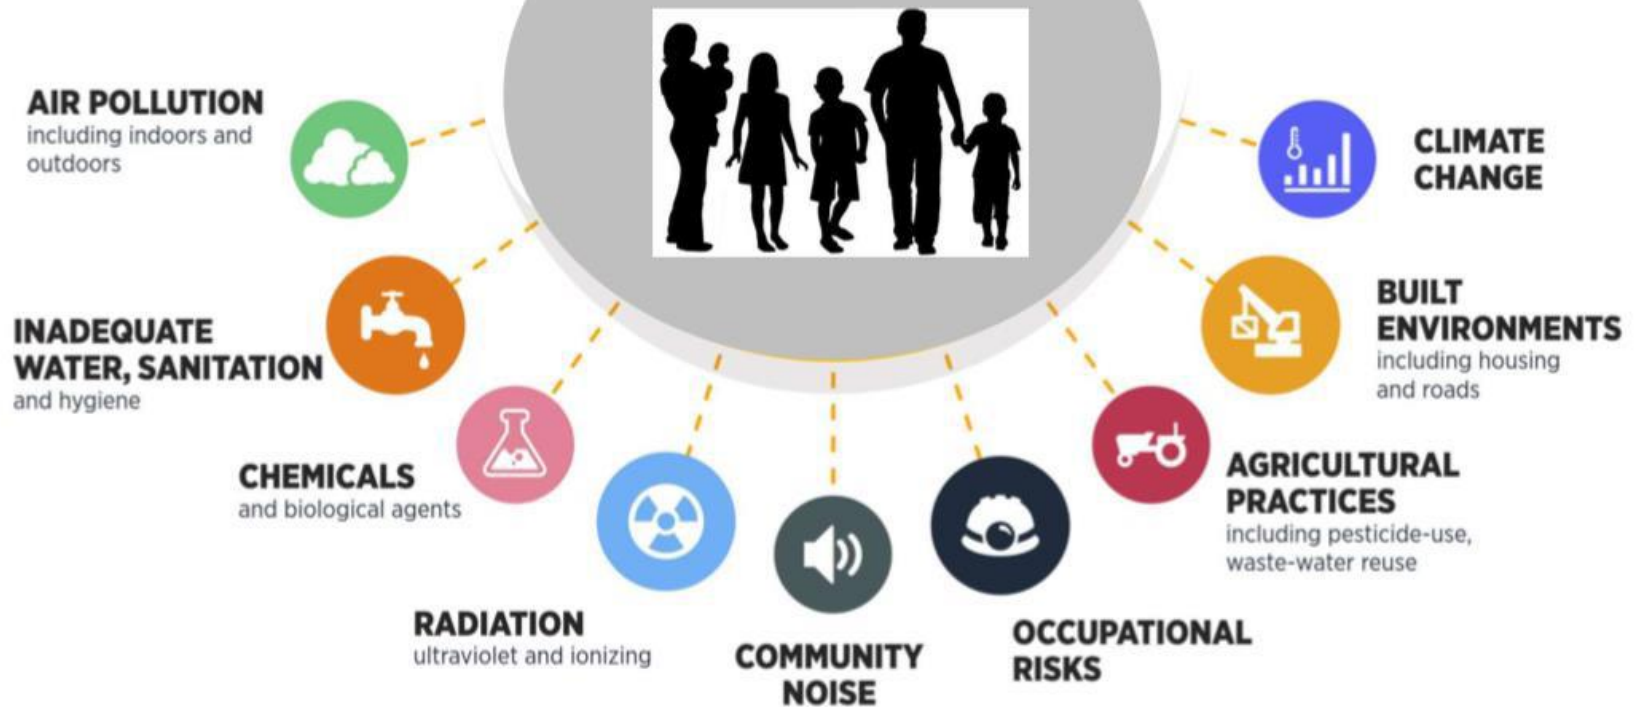 AIR POLLUTION
including indoors and
outdoors
INADEQUATE
WATER, SANITATION
and hygiene
CHEMICALS
and biological agents
RADIATION
ultraviolet and ionizing
COMMUNITY
NOISE
OCCUPATIONAL
RISKS
AGRICULTURAL
PRACTICES
including pesticide-use,
waste-water reuse
BUILT
ENVIRONMENTS
including housing
and roads
CLIMATE
CHANGE